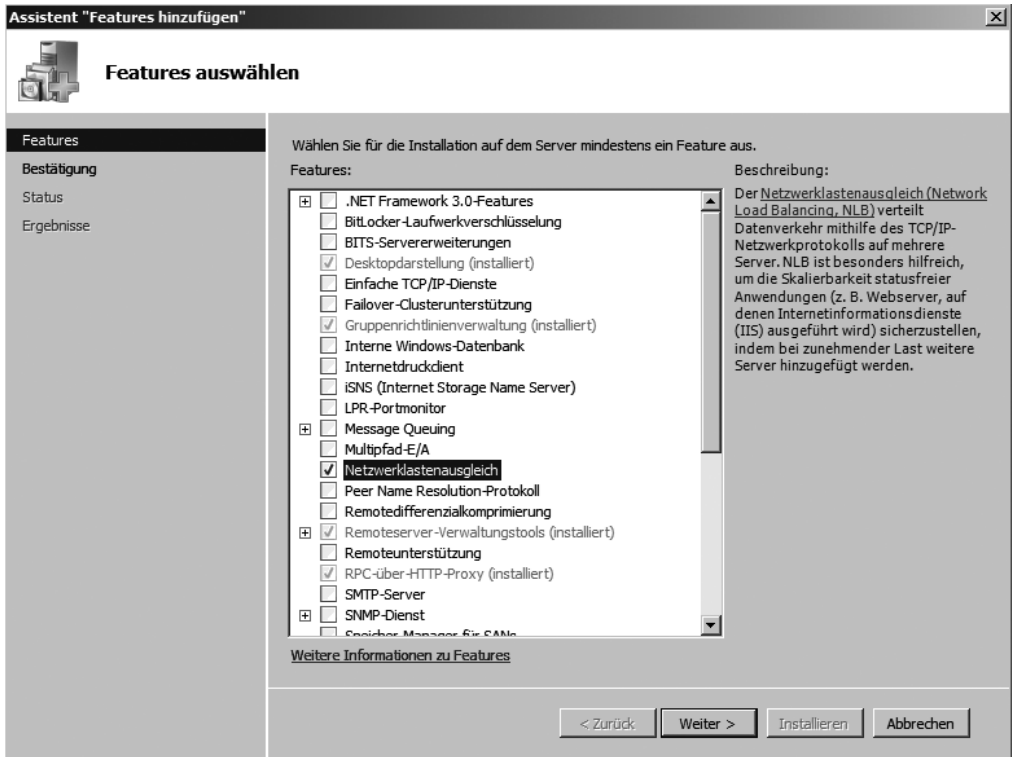 Assistent "Features hinzufügen"
Features auswählen
Features
Bestätigung
Status
Ergebnisse
Wählen Sie für die Installation auf dem Server mindestens ein Feature aus.
Features:
.NET Framework 3.0-Features
BitLocker-Laufwerkverschlüsselung
BITS-Servererweiterungen
Desktopdarstellung (installiert)
Einfache TCP/IP-Dienste
Failover-Clusterunterstützung
Gruppenrichtlinienverwaltung (installiert)
Interne Windows-Datenbank
Internetdruckclient
iSNS (Internet Storage Name Server)
LPR-Portmonitor
Message Queuing
Multipfad-E/A
Netzwerklastenausgleich
Peer Name Resolution-Protokoll
Remotedifferenzialkomprimierung
Remoteserver-Verwaltungstools (installiert)
Remoteunterstützung
RPC-über-HTTP-Proxy (installiert)
SMTP-Server
SNMP-Dienst
Speicher-Manager für SANs
Weitere Informationen zu Features
Beschreibung:
Der Netzwerklastenausgleich (Network
Load Balancing, NLB) verteilt
Datenverkehr mithilfe des TCP/IP-
Netzwerkprotokolls auf mehrere
Server. NLB ist besonders hilfreich,
um die Skalierbarkeit statusfreier
Anwendungen (z. B. Webserver, auf
denen Internetinformationsdienste
(IIS) ausgeführt wird) sicherzustellen,
indem bei zunehmender Last weitere
Server hinzugefügt werden.
< Zurück
Weiter >
Installieren
Abbrechen